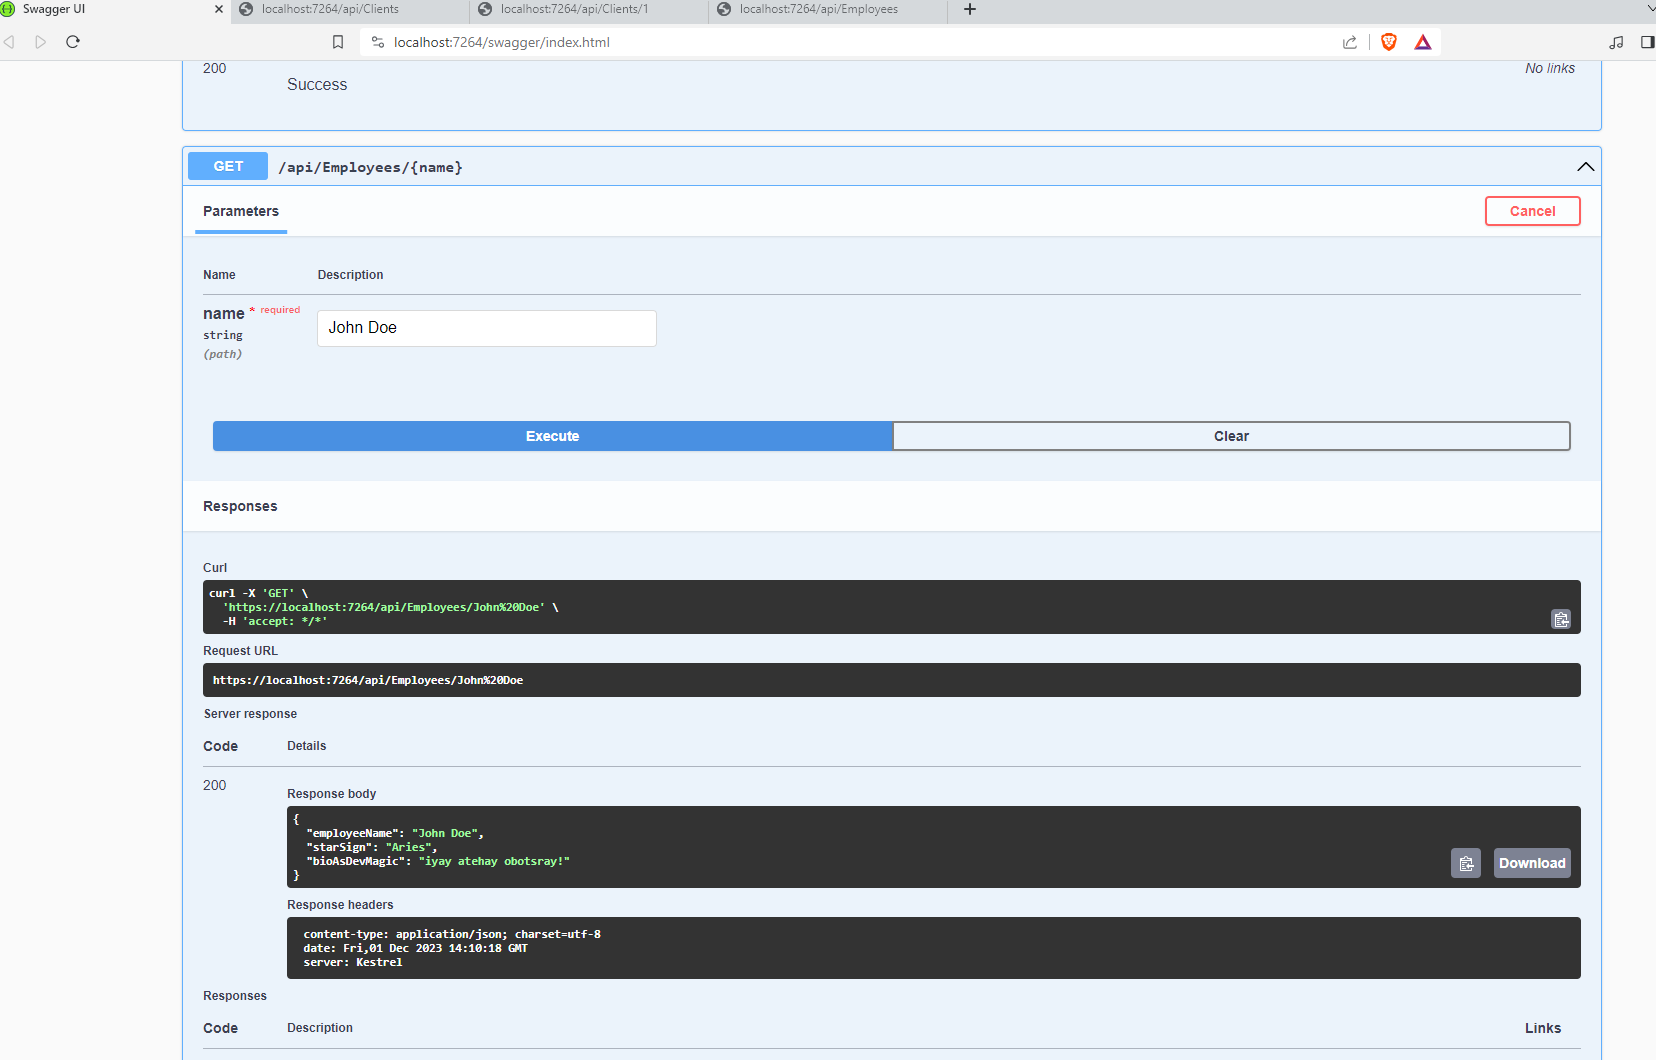 Swagger UI
localhost:7264/api/Clients
localhost:7264/api/Clients/1
localhost:7264/api/Employees
localhost:7264/swagger/index.html
200
Success
No links
GET /api/Employees/{name}
Parameters
Cancel
Name Description
name * required
string
(path)
John Doe
Execute
Clear
Responses
Curl
curl -X 'GET' \
'https://localhost:7264/api/Employees/John%20Doe' \
-H 'accept: */*'
Request URL
https://localhost:7264/api/Employees/John%20Doe
Server response
Code Details
200
Response body
{
"employeeName": "John Doe",
"starSign": "Aries",
"bioAsDevMagic": "iyay atehay obotsray!"
}
Download
Response headers
content-type: application/json; charset=utf-8
date: Fri,01 Dec 2023 14:10:18 GMT
server: Kestrel
Responses
Code Description Links